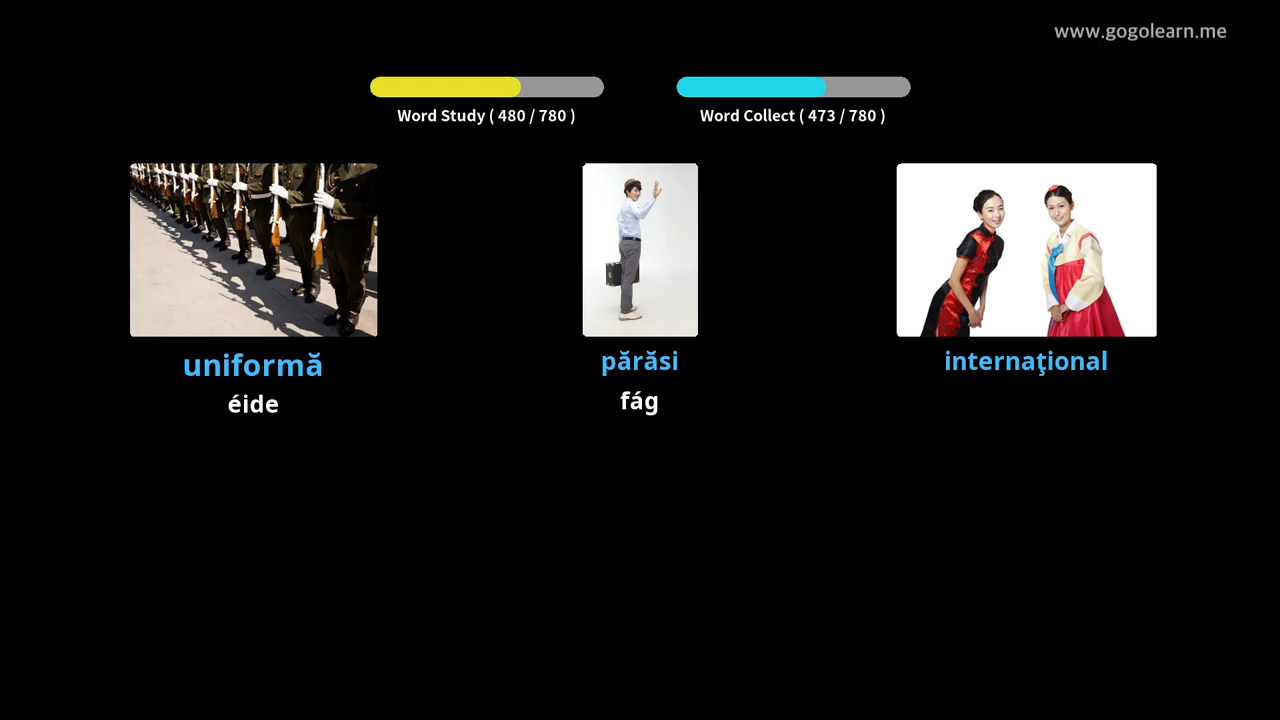 www.gogolearn.me
Word Study ( 480 / 780 )
Word Collect ( 473 / 780 )
uniformă
éide
părăsi
fág
internaţional